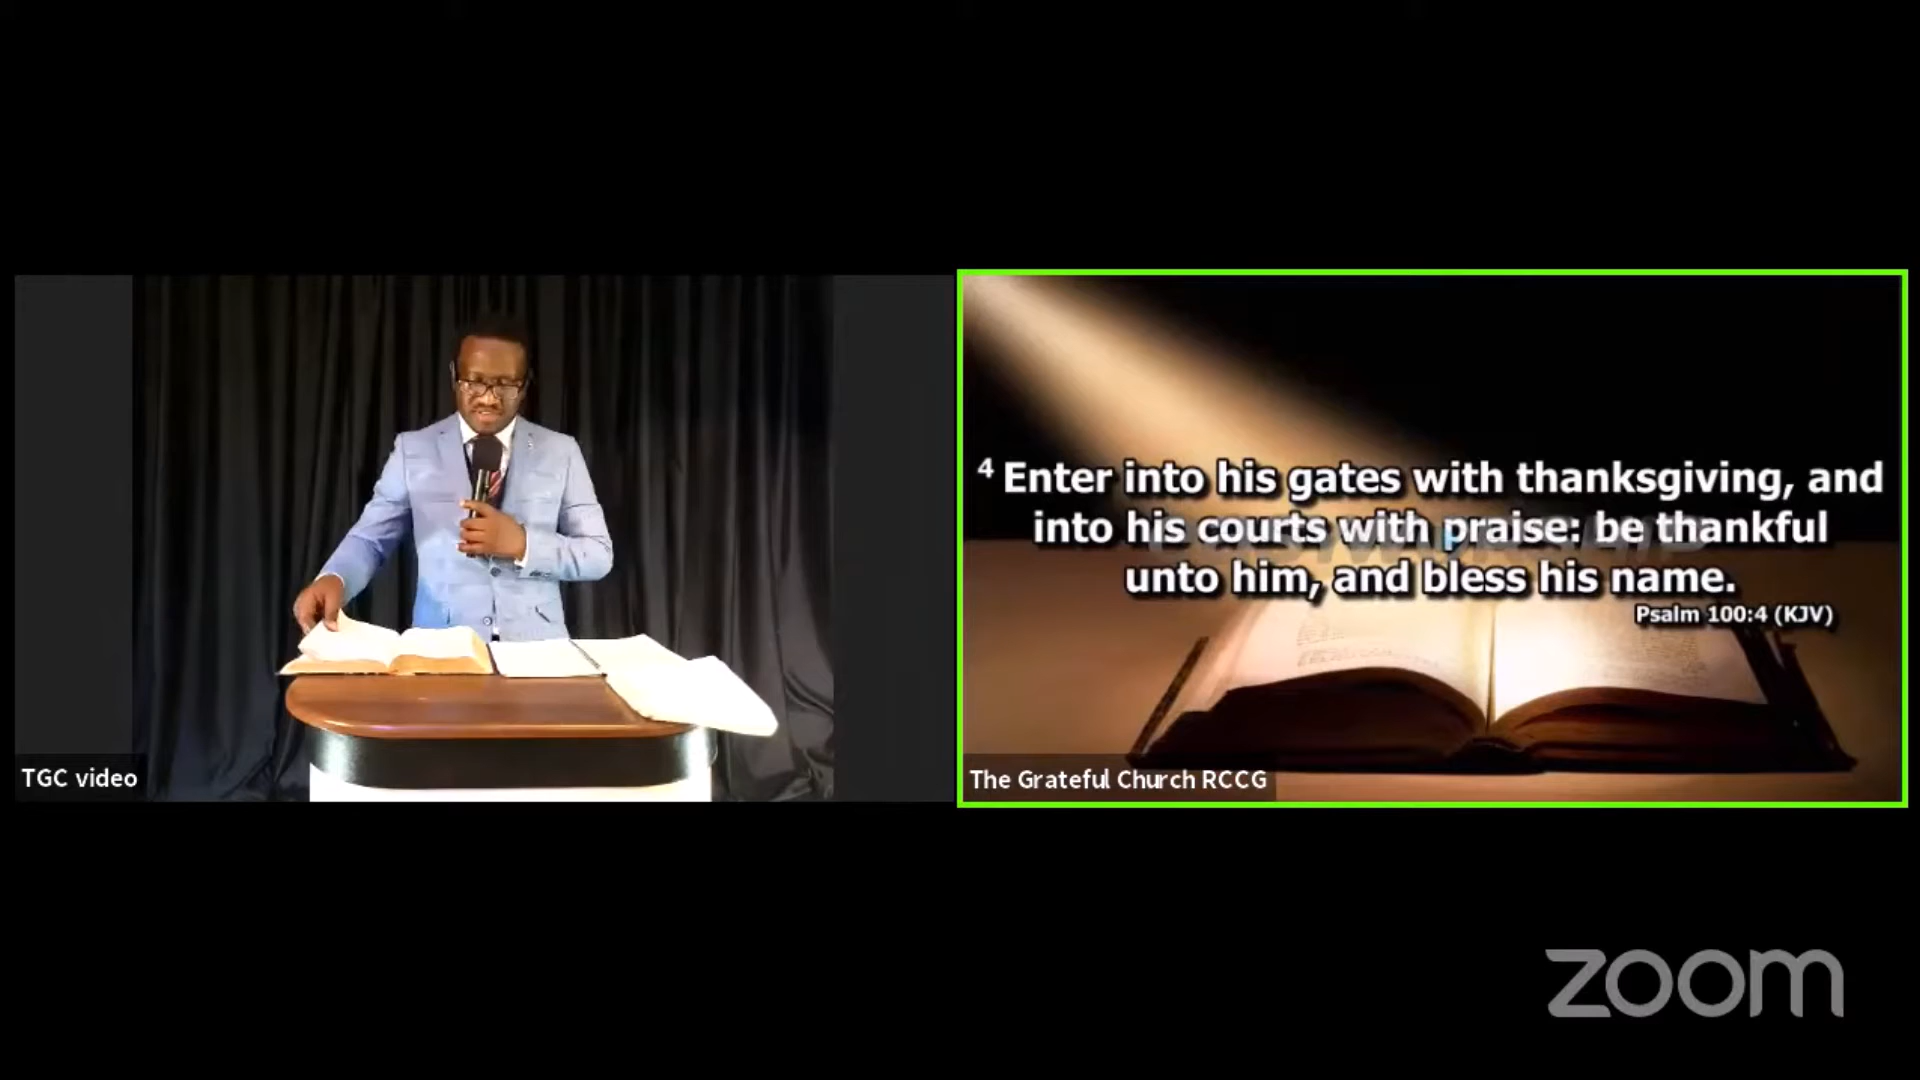 4 Enter into his gates with thanksgiving, and
into his courts with praise: be thankful
unto him, and bless his name.
Psalm 100:4 (KJV)
TGC video
The Grateful Church RCCG
zoom